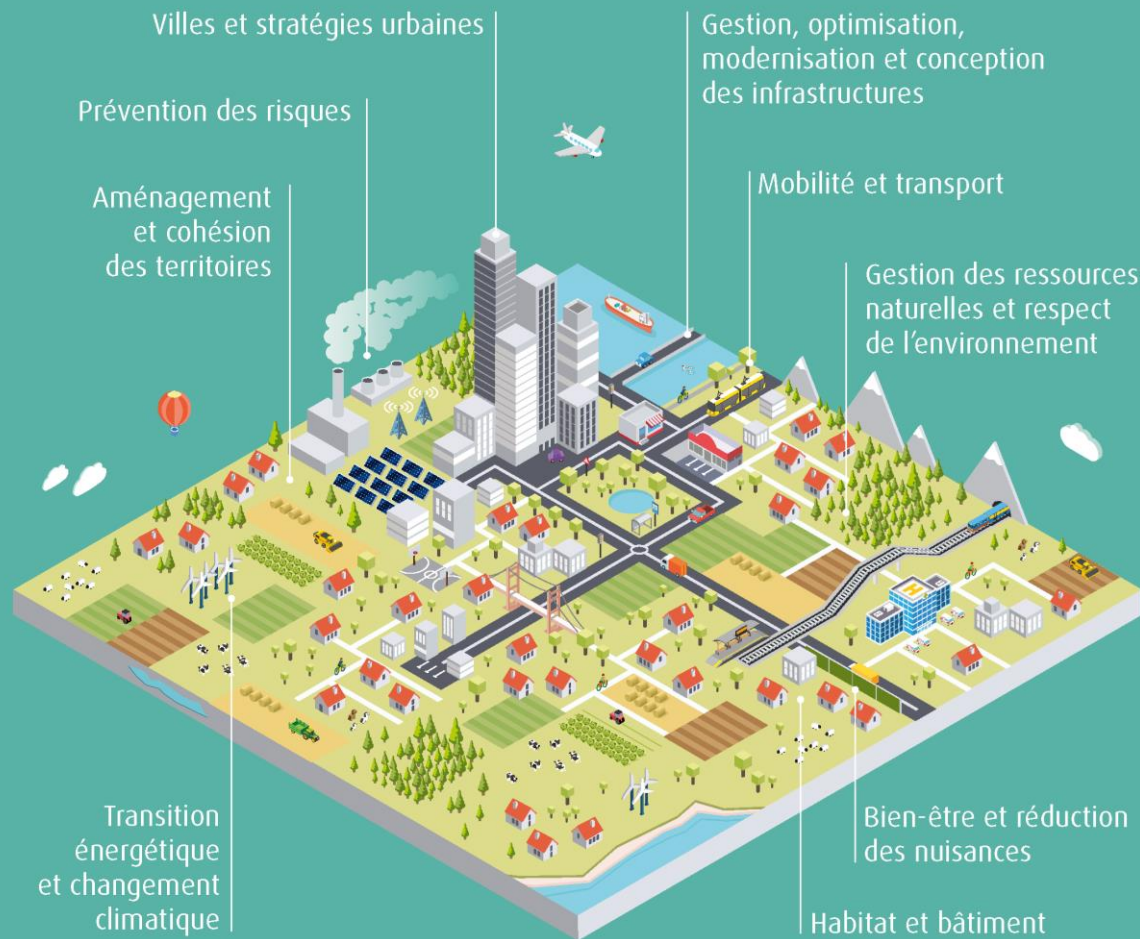 Villes et stratégies urbaines
Gestion, optimisation,
modernisation et conception
des infrastructures
Prévention des risques
Mobilité et transport
Aménagement
et cohésion
des territoires
Gestion des ressources
naturelles et respect
de l’environnement
H
Transition
énergétique
et changement
climatique
Bien-être et réduction
des nuisances
Habitat et bâtiment